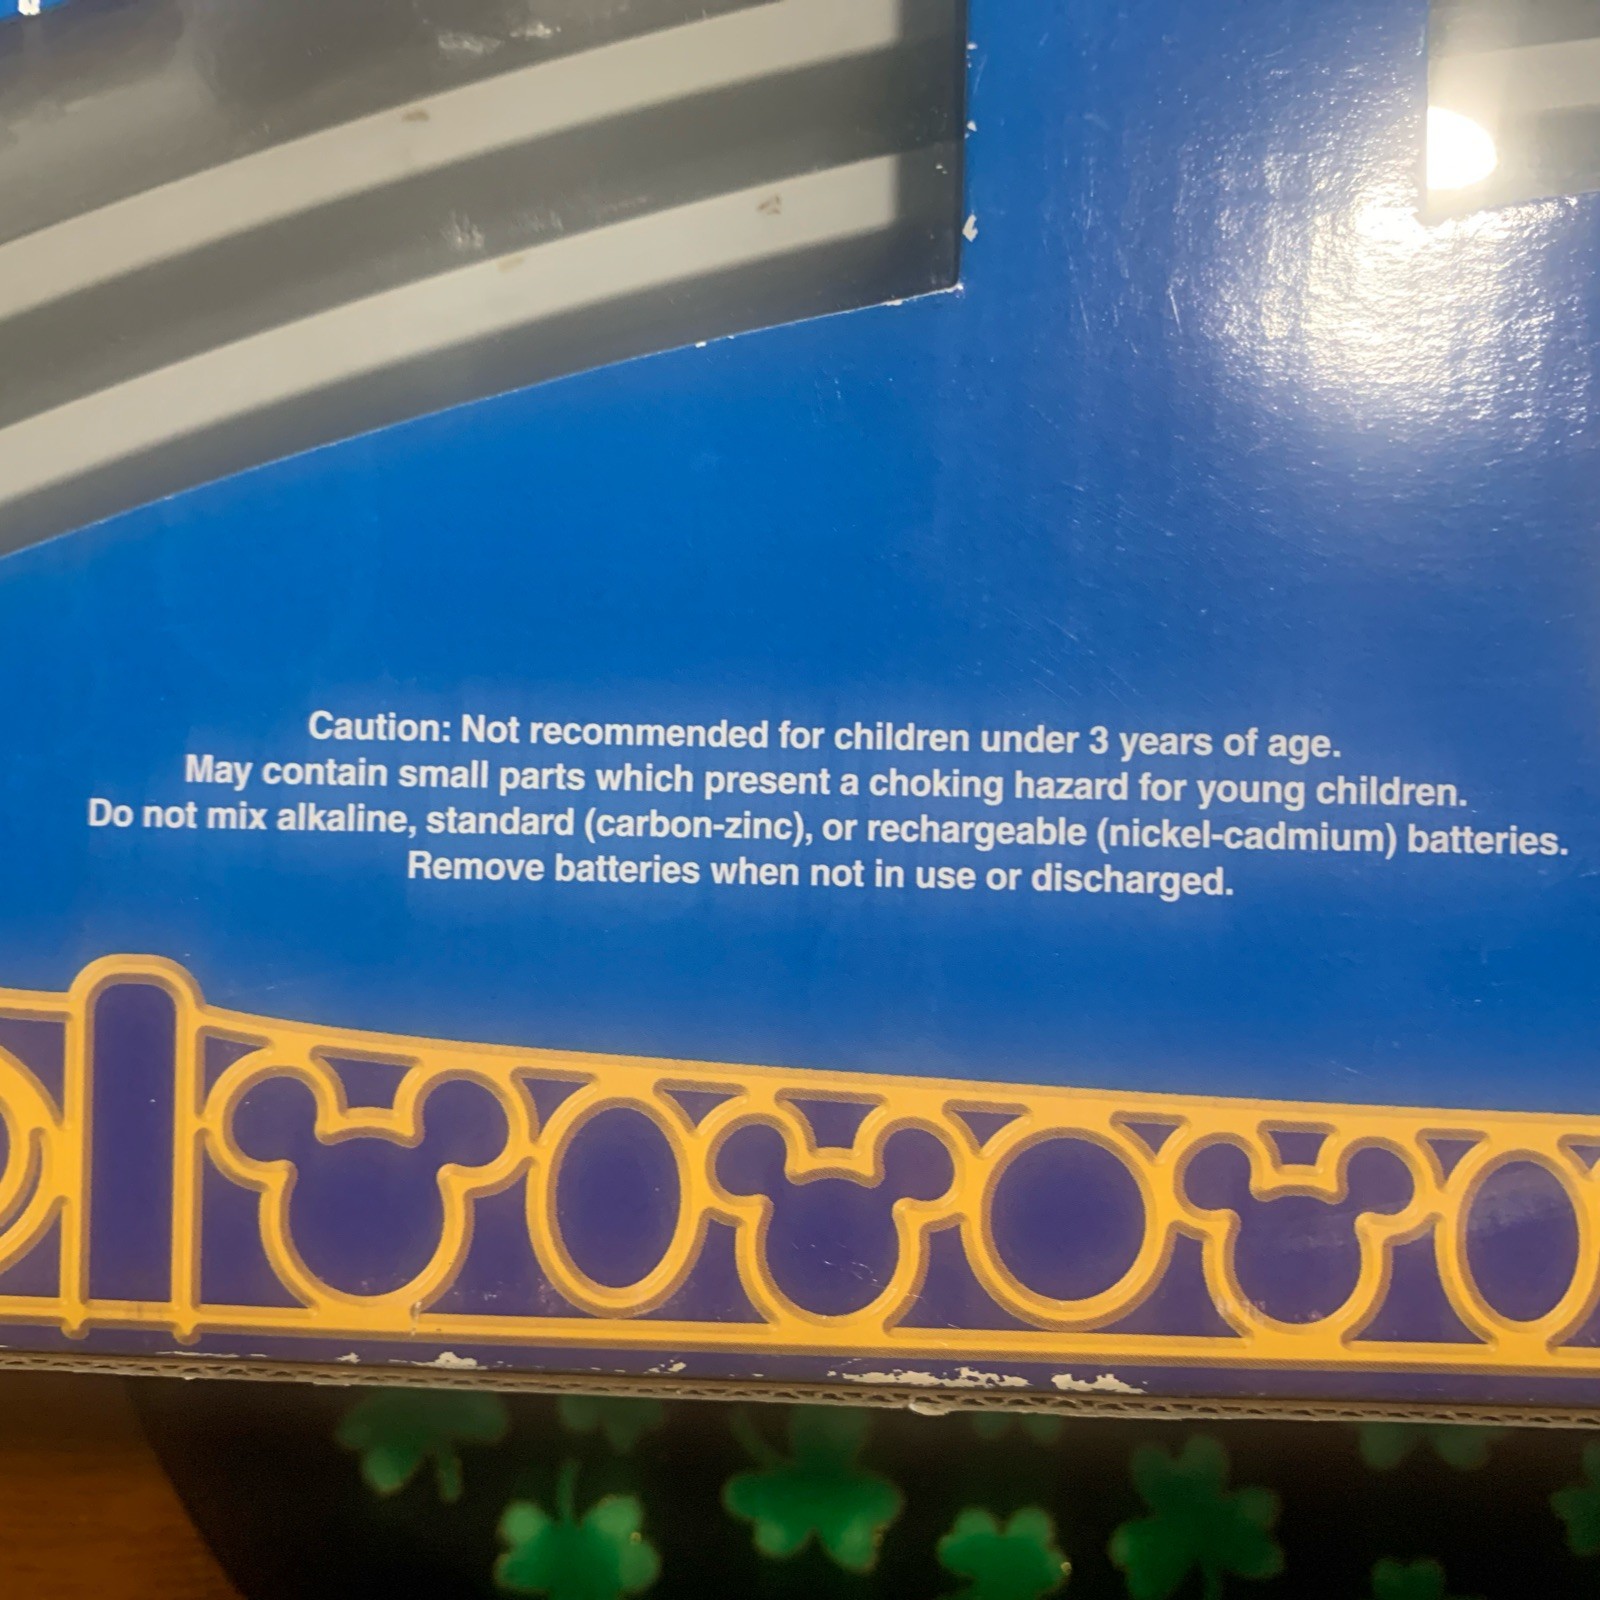 Caution: Not recommended for children under 3 years of age.
May contain small parts which present a choking hazard for young children.
Do not mix alkaline, standard (carbon-zinc), or rechargeable (nickel-cadmium) batteries.
Remove batteries when not in use or discharged.